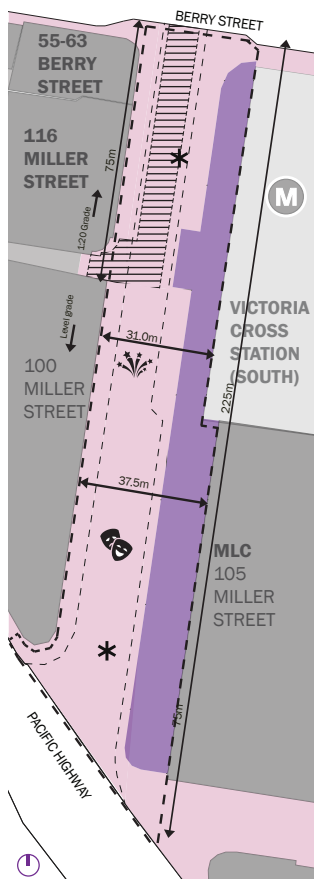 BERRY STREET
55-63
BERRY
STREET
116
MILLER
STREET
75m
1:20 Grade
M
Level grade
VICTORIA
CROSS
STATION
(SOUTH)
31.0m
100
MILLER
STREET
225m
37.5m
MLC
105
MILLER
STREET
75m
PACIFIC HIGHWAY